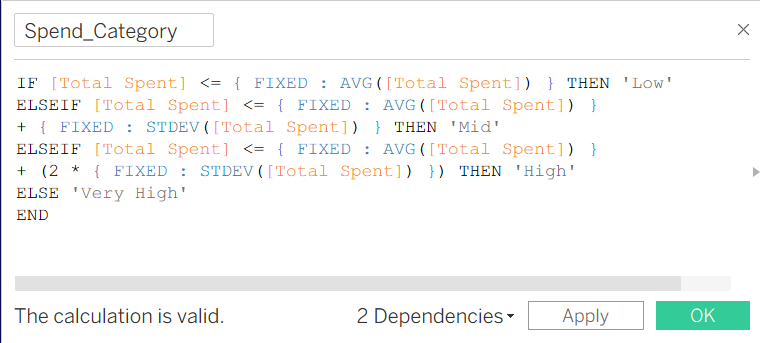 Spend_Category
IF [Total Spent] <= { FIXED : AVG([Total Spent]) } THEN 'Low'
ELSEIF [Total Spent] <= { FIXED : AVG([Total Spent]) }
+ { FIXED : STDEV([Total Spent]) } THEN 'Mid'
ELSEIF [Total Spent] <= { FIXED : AVG([Total Spent]) }
+ (2 * { FIXED : STDEV([Total Spent]) }) THEN 'High'
ELSE 'Very High'
END
The calculation is valid. 2 Dependencies Apply OK